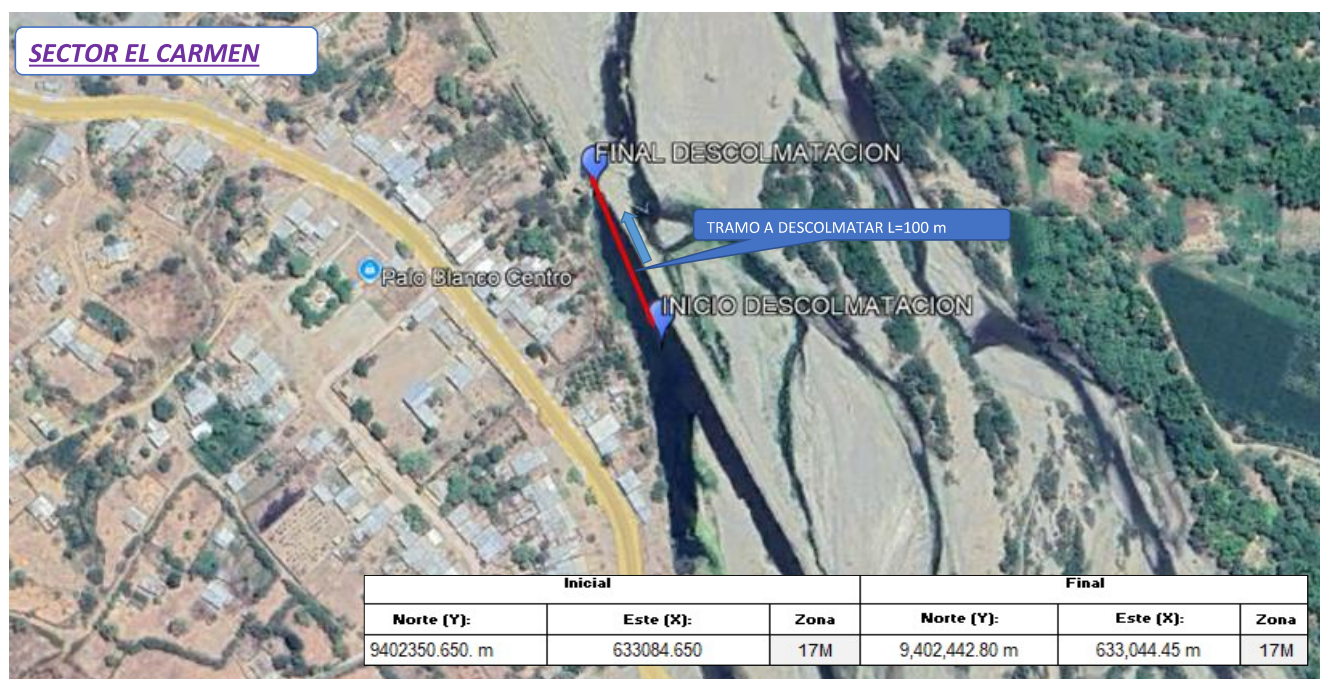 SECTOR EL CARMEN
FINAL DESCOLMATACION
TRAMO A DESCOLMATAR L=100 m
Palo Blanco Centro
INICIO DESCOLMATACION
Inicial Final
Norte (Y): Este (X): Zona Norte (Y): Este (X): Zona
9402350.650. m 633084.650 17M 9,402,442.80 m 633,044.45 m 17M